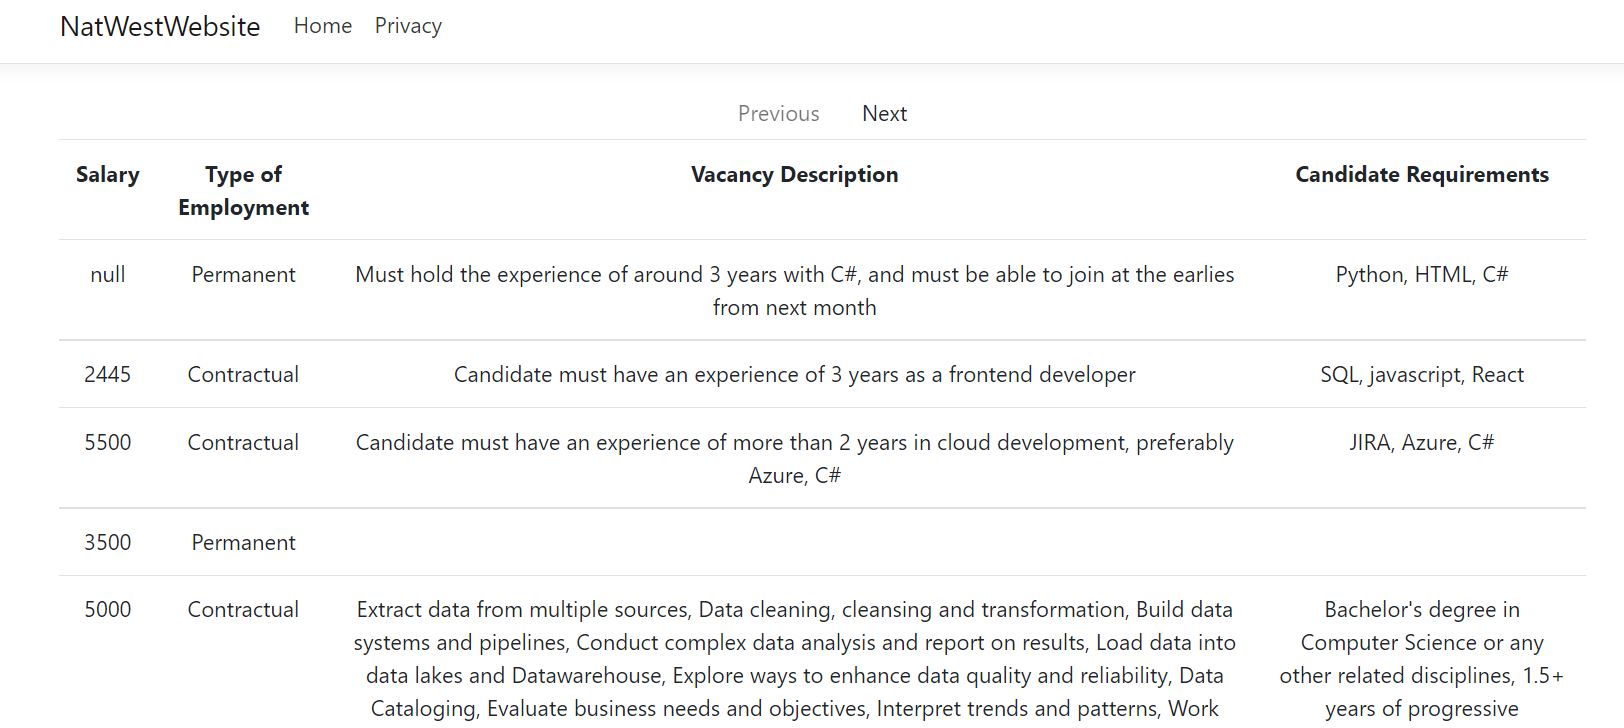 NatWestWebsite Home Privacy
Previous Next
Salary Type of Employment Vacancy Description Candidate Requirements
null Permanent Must hold the experience of around 3 years with C#, and must be able to join at the earlies from next month Python, HTML, C#
2445 Contractual Candidate must have an experience of 3 years as a frontend developer SQL, javascript, React
5500 Contractual Candidate must have an experience of more than 2 years in cloud development, preferably Azure, C# JIRA, Azure, C#
3500 Permanent
5000 Contractual Extract data from multiple sources, Data cleaning, cleansing and transformation, Build data systems and pipelines, Conduct complex data analysis and report on results, Load data into data lakes and Datawarehouse, Explore ways to enhance data quality and reliability, Data Cataloging, Evaluate business needs and objectives, Interpret trends and patterns, Work Bachelor's degree in Computer Science or any other related disciplines, 1.5+ years of progressive